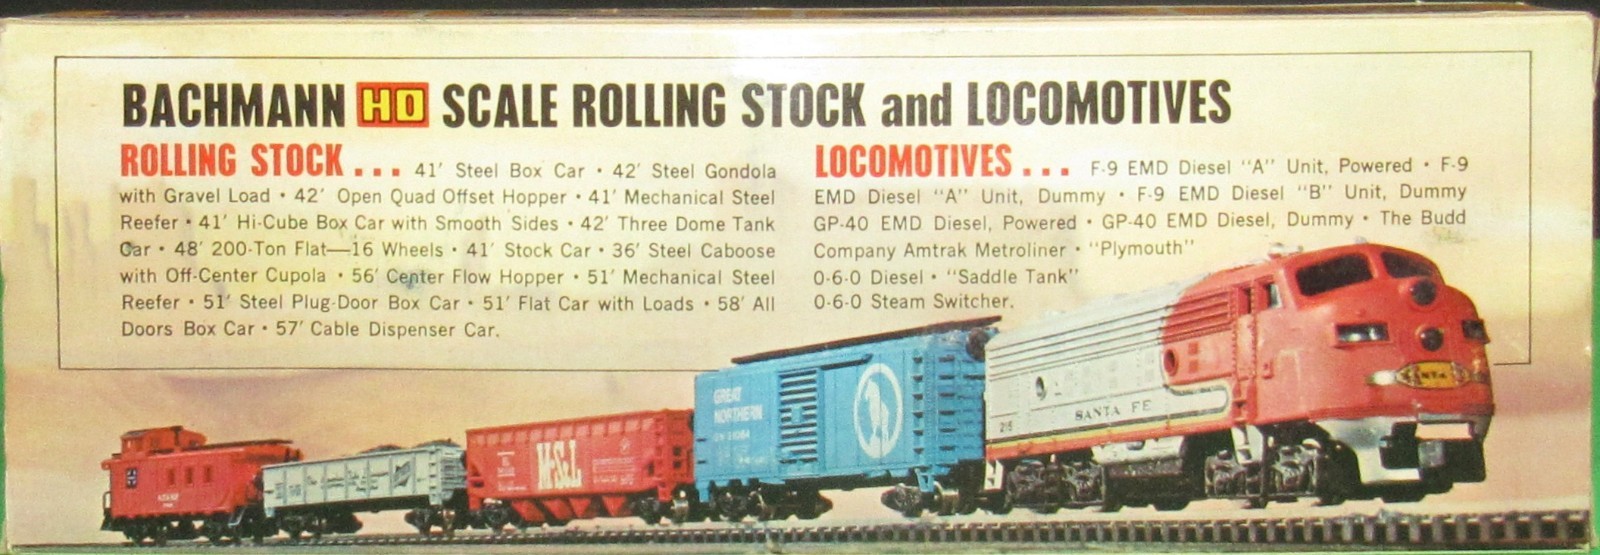 BACHMANN HO SCALE ROLLING STOCK and LOCOMOTIVES
ROLLING STOCK... 41' Steel Box Car • 42' Steel Gondola
with Gravel Load • 42' Open Quad Offset Hopper • 41' Mechanical Steel
Reefer • 41' Hi-Cube Box Car with Smooth Sides • 42' Three Dome Tank
Car • 48' 200-Ton Flat—16 Wheels • 41' Stock Car • 36' Steel Caboose
with Off-Center Cupola • 56' Center Flow Hopper • 51' Mechanical Steel
Reefer • 51' Steel Plug-Door Box Car • 51' Flat Car with Loads • 58' All
Doors Box Car • 57' Cable Dispenser Car.
LOCOMOTIVES... F-9 EMD Diesel "A" Unit, Powered • F-9
EMD Diesel "A" Unit, Dummy • F-9 EMD Diesel "B" Unit, Dummy
GP-40 EMD Diesel, Powered • GP-40 EMD Diesel, Dummy • The Budd
Company Amtrak Metroliner • "Plymouth"
0-6-0 Diesel • "Saddle Tank"
0-6-0 Steam Switcher.
M&StL
GREAT
NORTHERN
SANTA FE